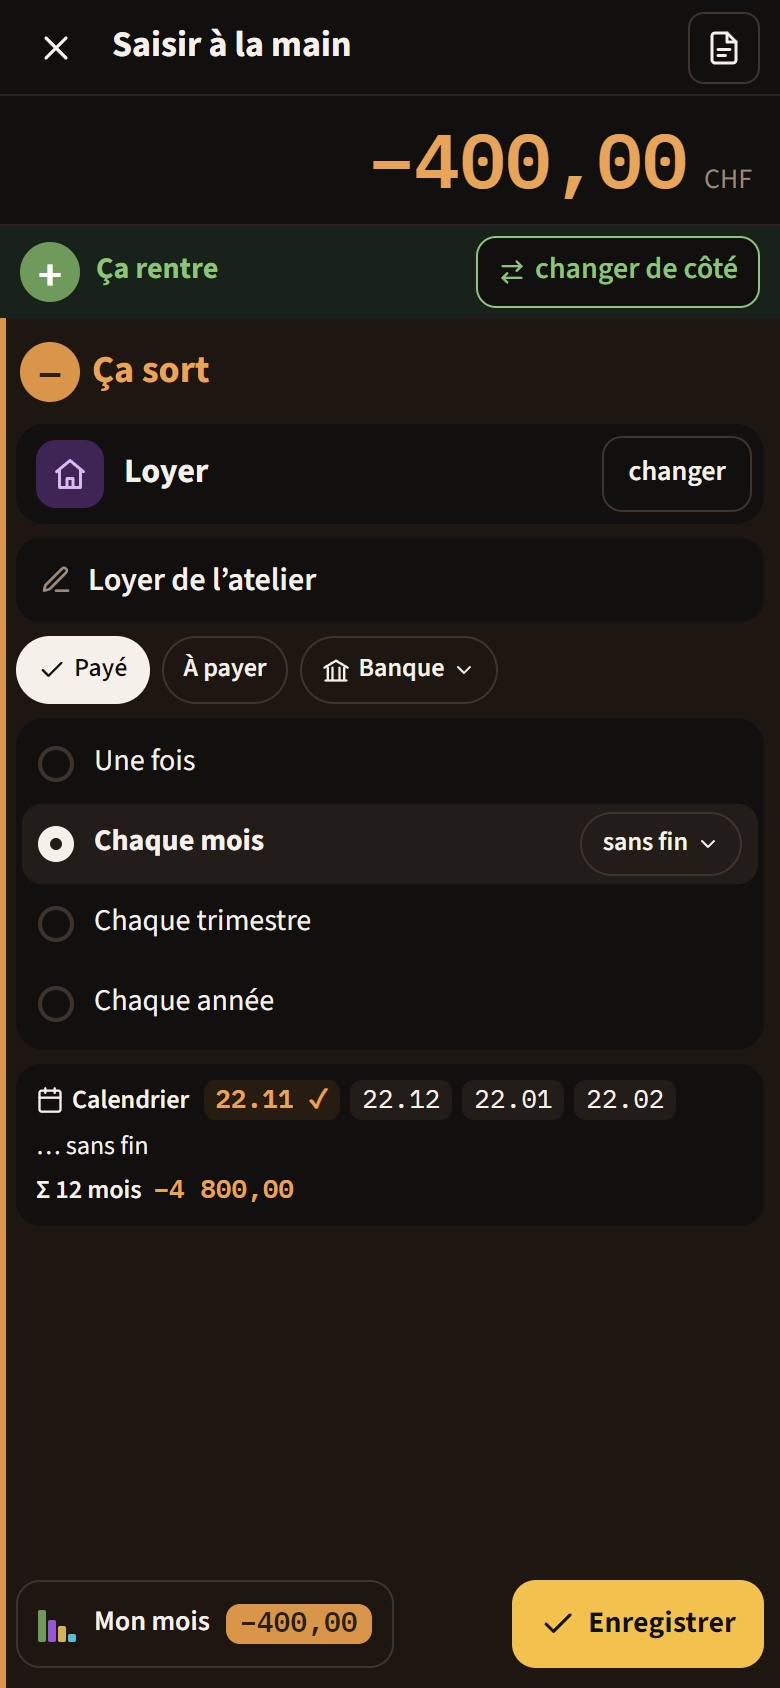 Saisir à la main
−400,00 CHF
+ Ça rentre
changer de côté
− Ça sort
Loyer
changer
Loyer de l’atelier
Payé
À payer
Banque
Une fois
Chaque mois
sans fin
Chaque trimestre
Chaque année
Calendrier 22.11 ✓ 22.12 22.01 22.02
… sans fin
Σ 12 mois −4 800,00
Mon mois −400,00
Enregistrer